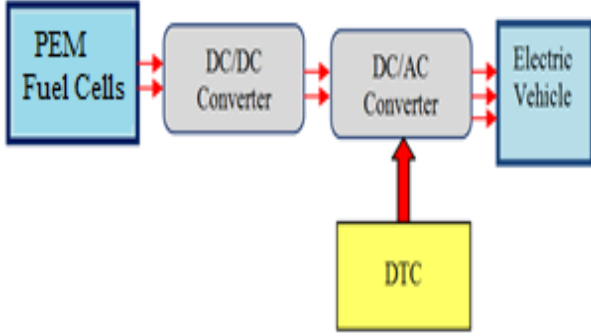 PEM
Fuel Cells
DC/DC
Converter
DC/AC
Converter
Electric
Vehicle
DTC